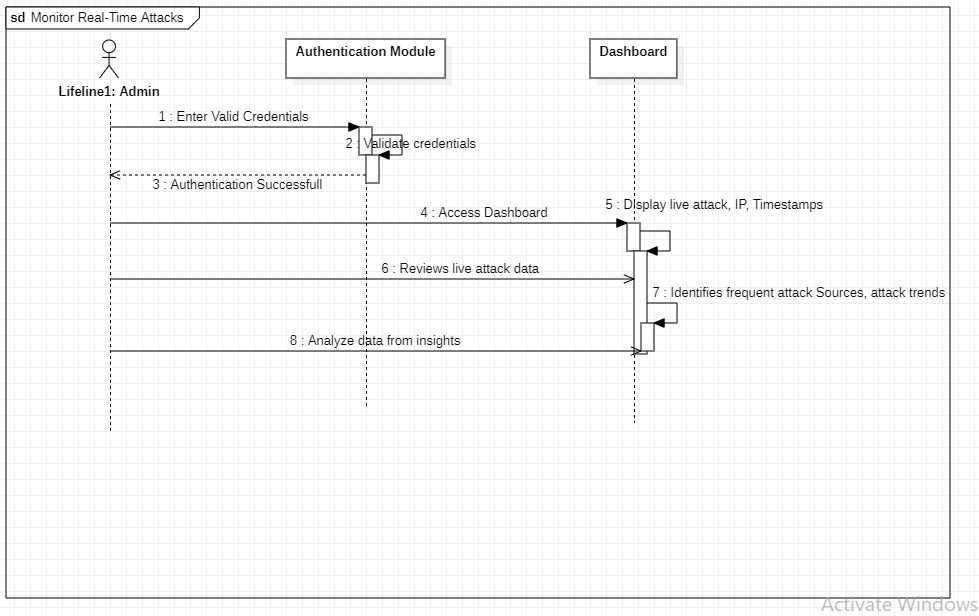 sd Monitor Real-Time Attacks
Authentication Module
Dashboard
Lifeline1: Admin
1 : Enter Valid Credentials
2 : Validate credentials
3 : Authentication Successfull
4 : Access Dashboard
5 : Display live attack, IP, Timestamps
6 : Reviews live attack data
7 : Identifies frequent attack Sources, attack trends
8 : Analyze data from insights
Activate Windows